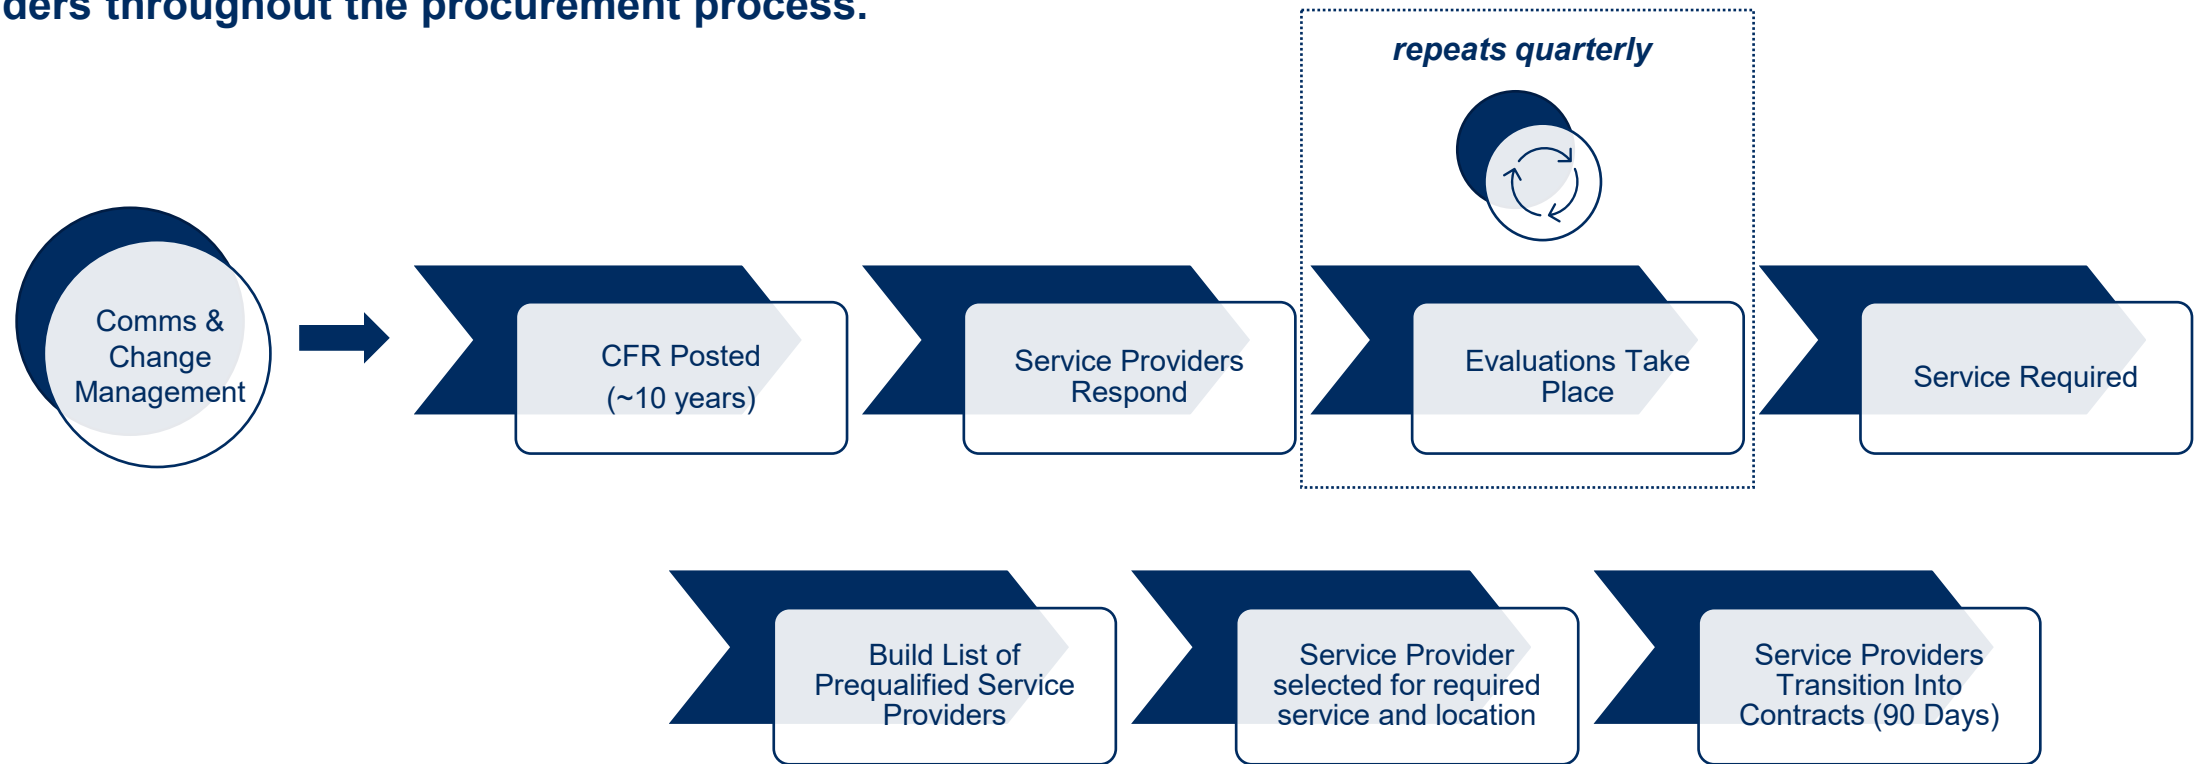 ders throughout the procurement process.
repeats quarterly
Comms &
Change
Management
CFR Posted
(~10 years)
Service Providers
Respond
Evaluations Take
Place
Service Required
Build List of
Prequalified Service
Providers
Service Provider
selected for required
service and location
Service Providers
Transition Into
Contracts (90 Days)